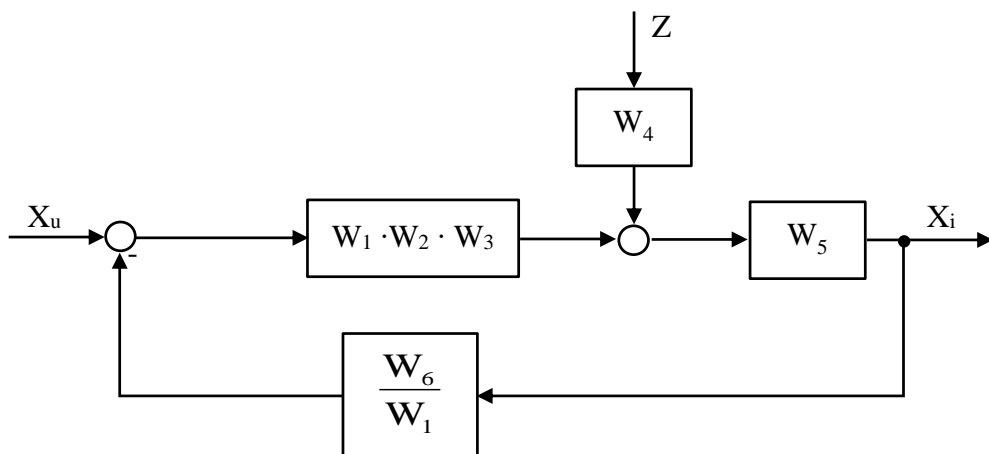 Z
W₄
Xᵤ
W₁ · W₂ · W₃
W₅
Xᵢ
-
W₆
W₁